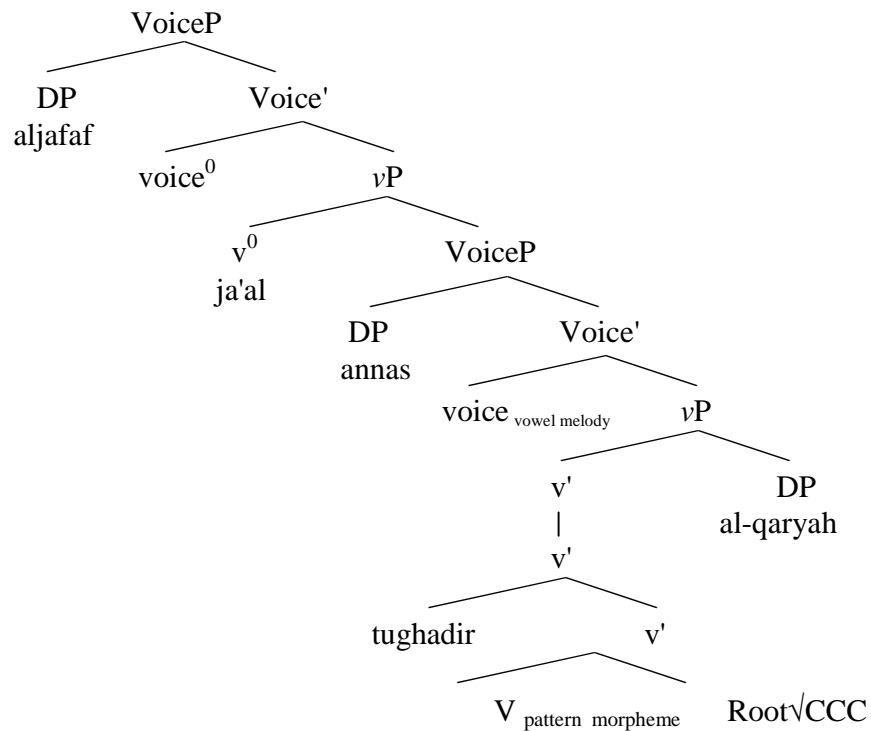 VoiceP
DP Voice'
aljafaf
voice⁰ vP
v⁰ VoiceP
ja'al
DP Voice'
annas
voice vowel melody vP
v' DP
al-qaryah
v'
tughadir v'
V pattern morpheme Root√CCC